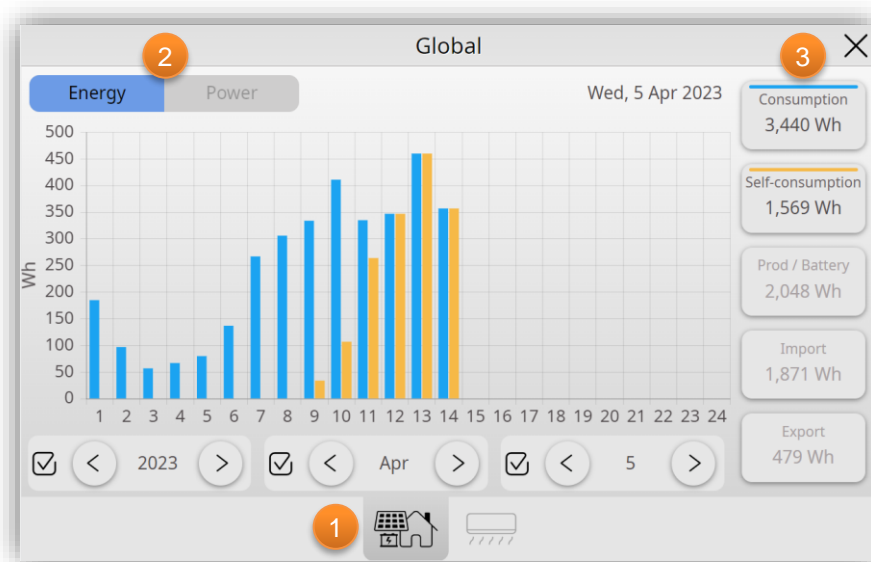 Global
2
3
Energy
Power
Wed, 5 Apr 2023
Consumption
3,440 Wh
Self-consumption
1,569 Wh
Prod / Battery
2,048 Wh
Import
1,871 Wh
Export
479 Wh
Wh
500
450
400
350
300
250
200
150
100
50
0
1 2 3 4 5 6 7 8 9 10 11 12 13 14 15 16 17 18 19 20 21 22 23 24
2023
Apr
5
1